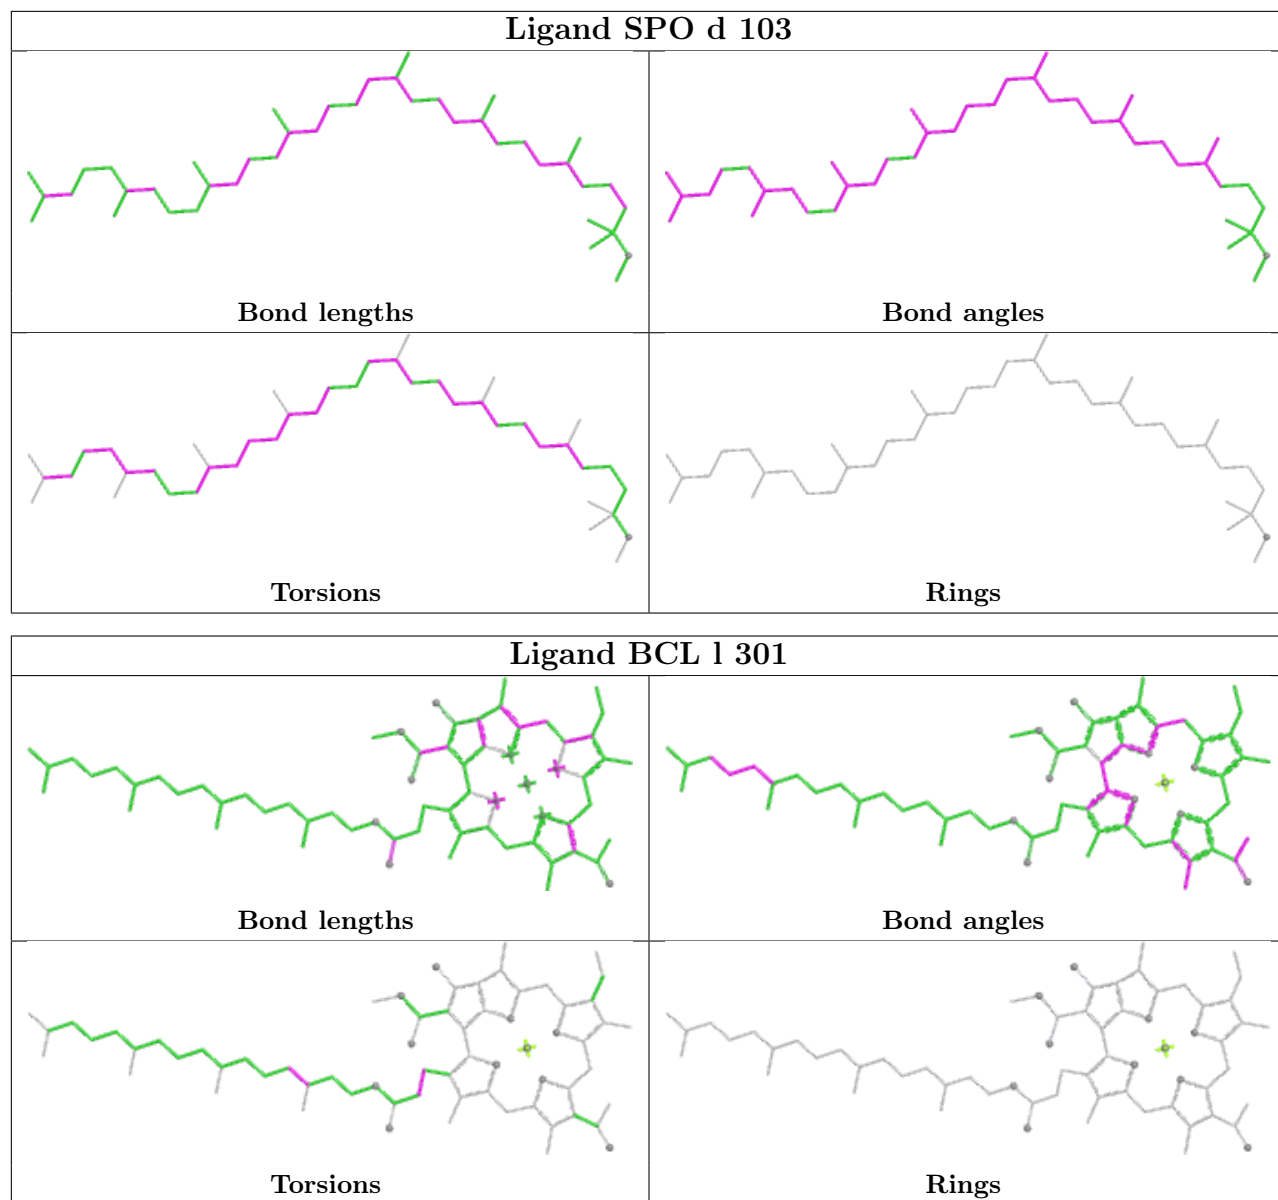 Ligand SPO d 103
Bond lengths
Bond angles
Torsions
Rings
Ligand BCL l 301
Bond lengths
Bond angles
Torsions
Rings